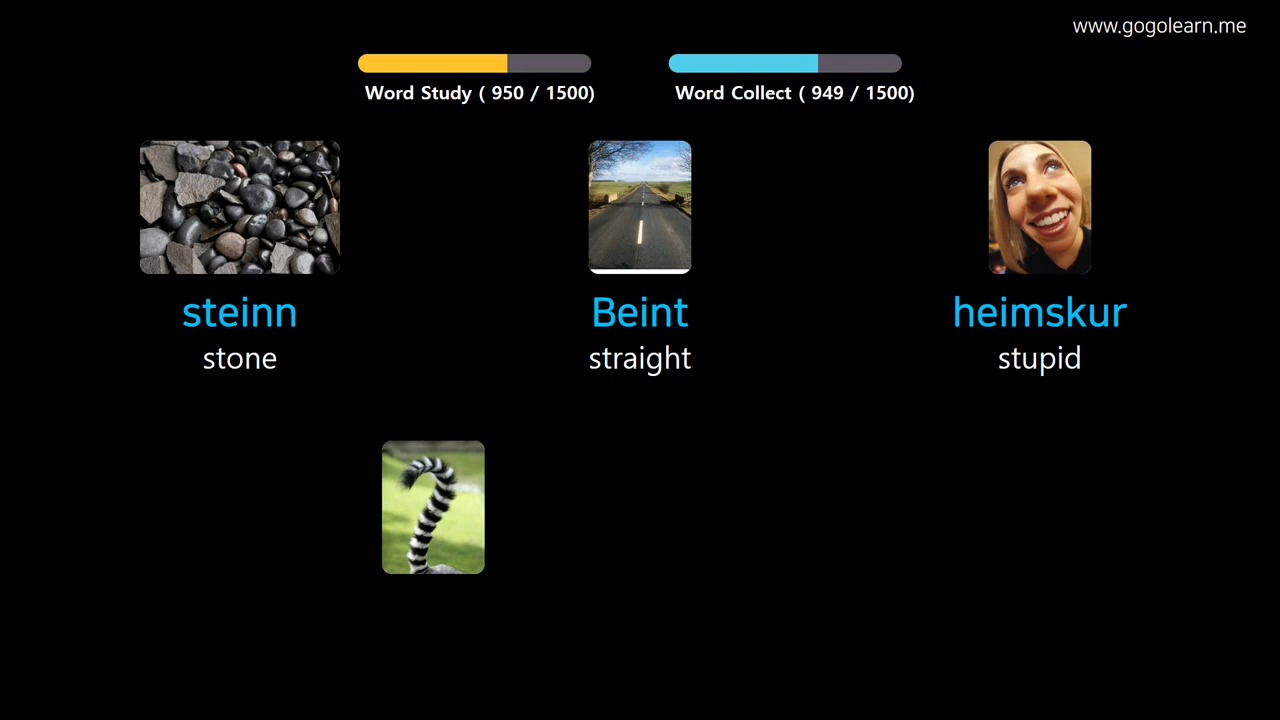 www.gogolearn.me
Word Study ( 950 / 1500)
Word Collect ( 949 / 1500)
steinn
Beint
heimskur
stone
straight
stupid